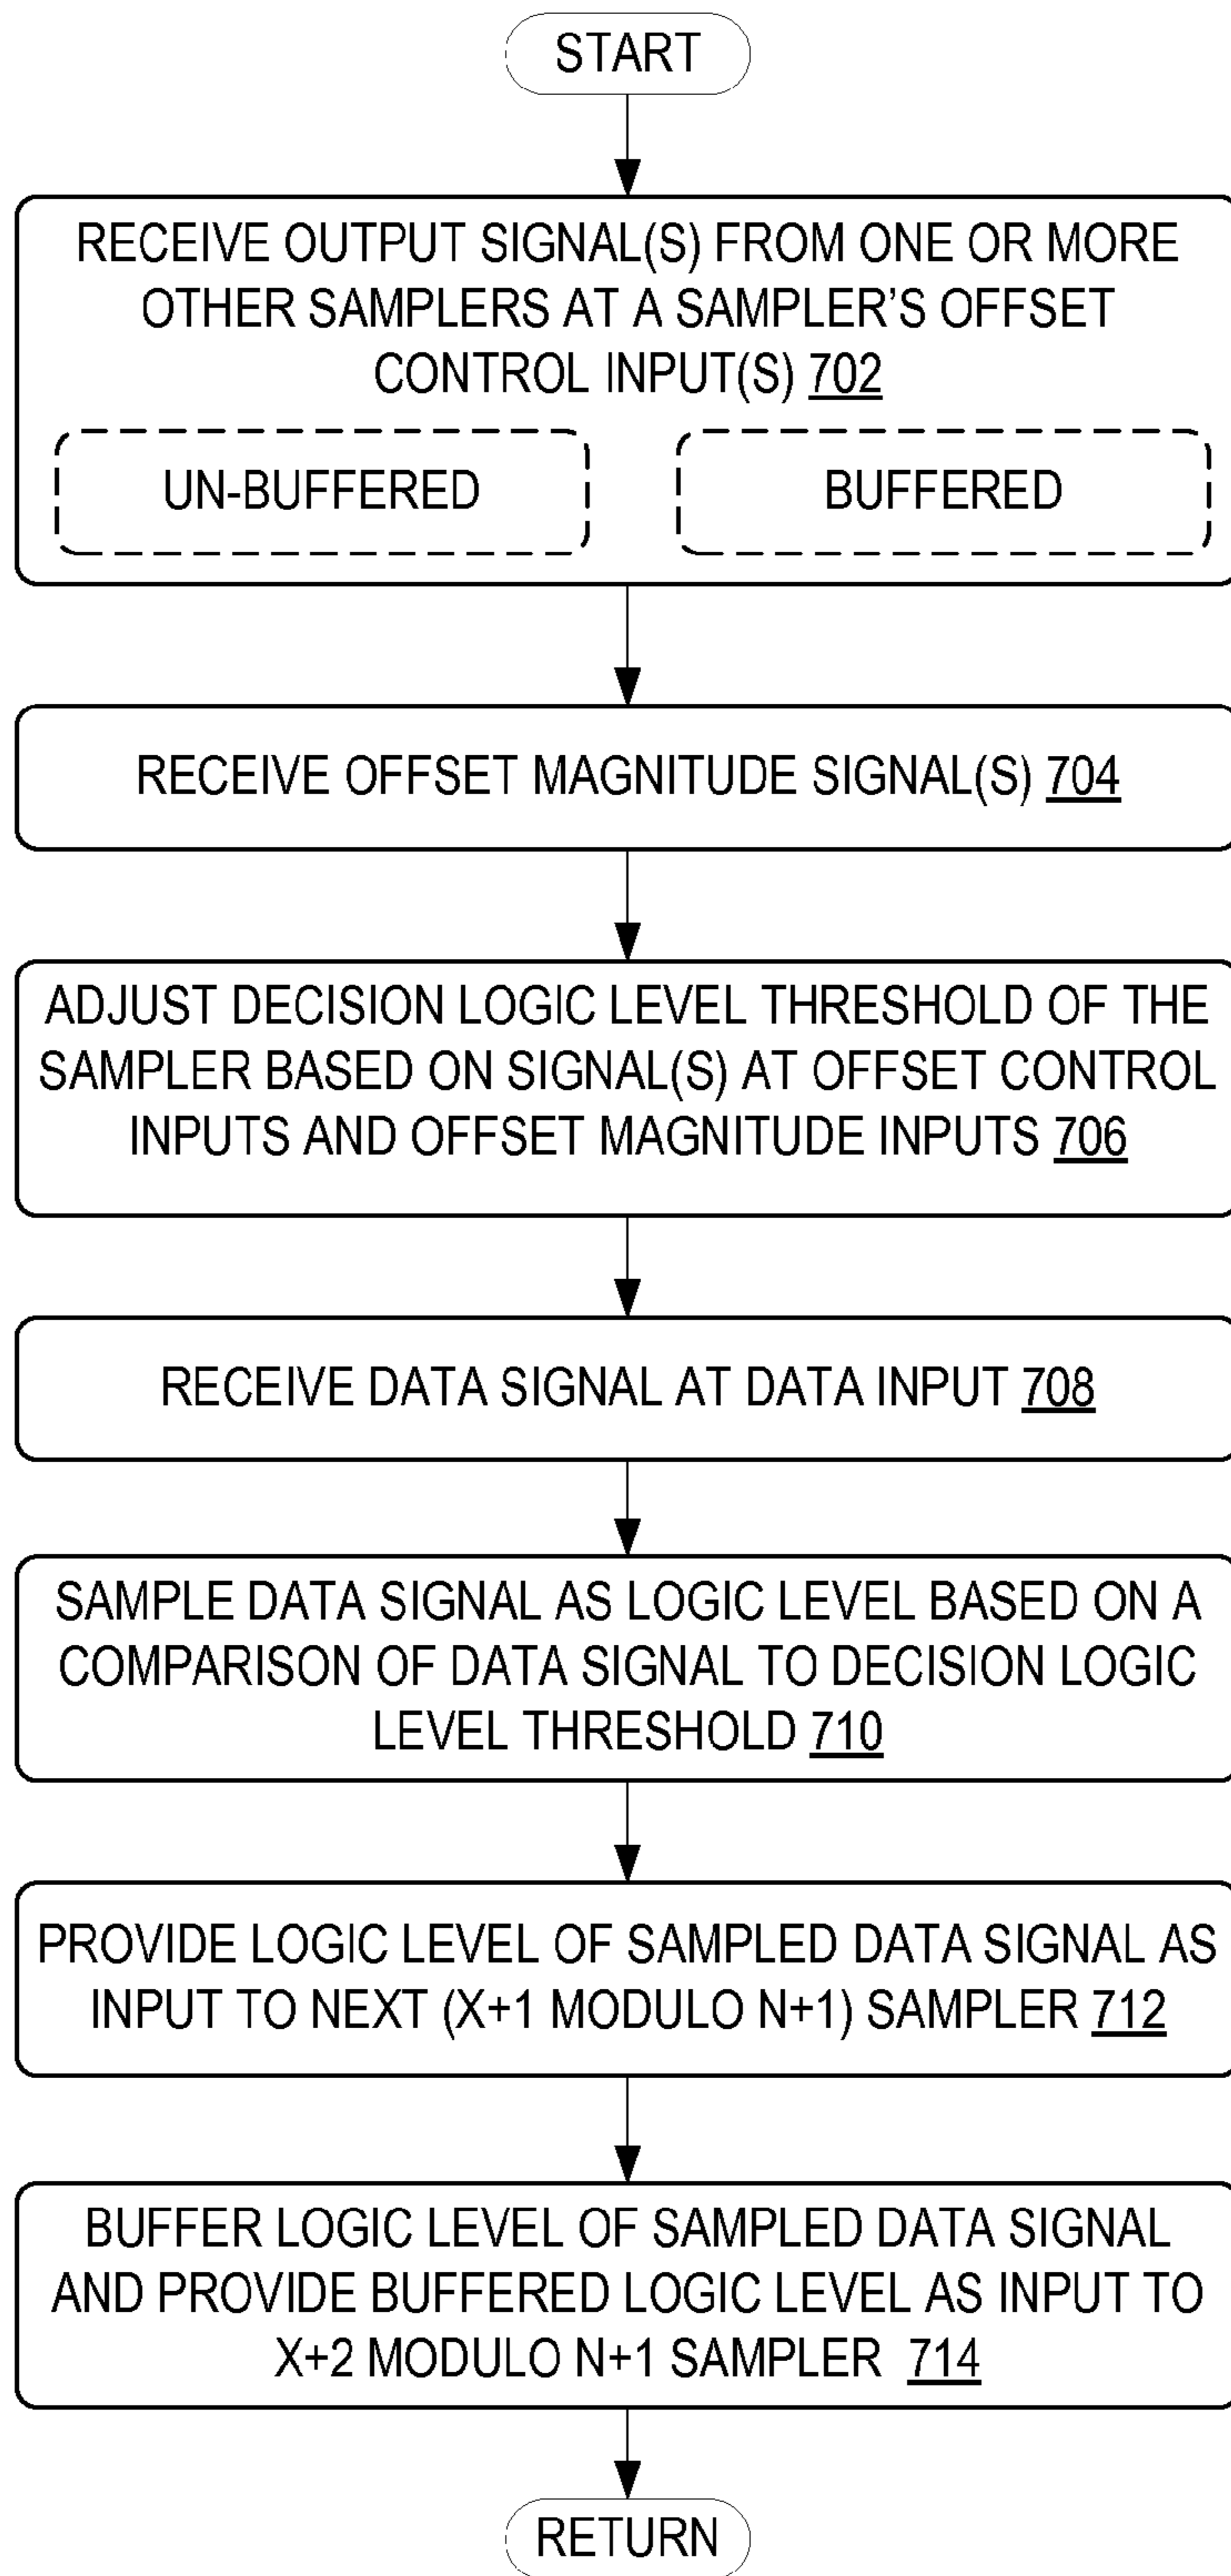 START
RECEIVE OUTPUT SIGNAL(S) FROM ONE OR MORE
OTHER SAMPLERS AT A SAMPLER'S OFFSET
CONTROL INPUT(S) 702
UN-BUFFERED
BUFFERED
RECEIVE OFFSET MAGNITUDE SIGNAL(S) 704
ADJUST DECISION LOGIC LEVEL THRESHOLD OF THE
SAMPLER BASED ON SIGNAL(S) AT OFFSET CONTROL
INPUTS AND OFFSET MAGNITUDE INPUTS 706
RECEIVE DATA SIGNAL AT DATA INPUT 708
SAMPLE DATA SIGNAL AS LOGIC LEVEL BASED ON A
COMPARISON OF DATA SIGNAL TO DECISION LOGIC
LEVEL THRESHOLD 710
PROVIDE LOGIC LEVEL OF SAMPLED DATA SIGNAL AS
INPUT TO NEXT (X+1 MODULO N+1) SAMPLER 712
BUFFER LOGIC LEVEL OF SAMPLED DATA SIGNAL
AND PROVIDE BUFFERED LOGIC LEVEL AS INPUT TO
X+2 MODULO N+1 SAMPLER 714
RETURN